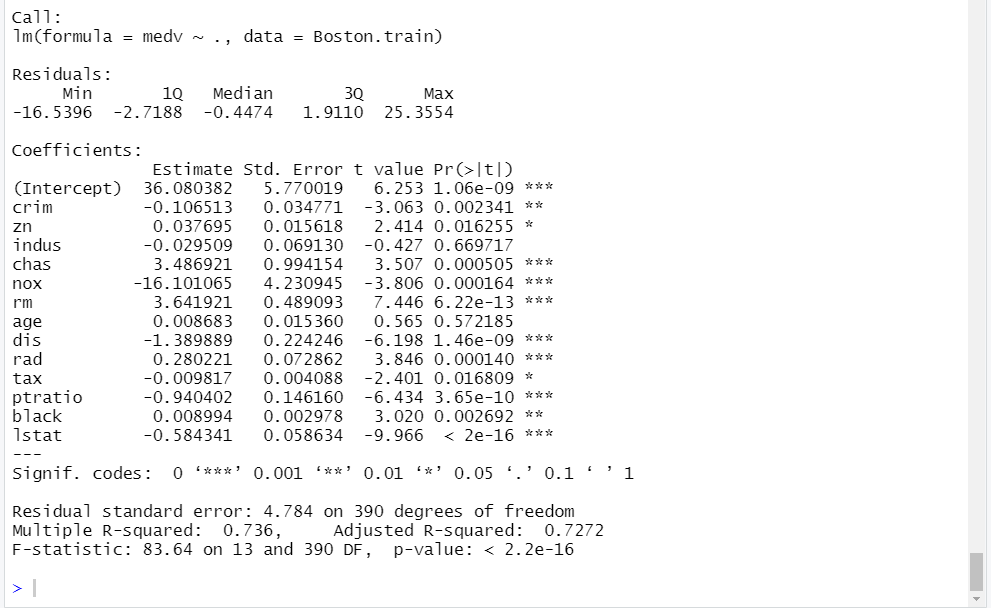 Call:
lm(formula = medv ~ ., data = Boston.train)
Residuals:
     Min       1Q   Median       3Q      Max
-16.5396  -2.7188  -0.4474   1.9110  25.3554
Coefficients:
              Estimate Std. Error t value Pr(>|t|)
(Intercept)  36.080382   5.770019   6.253 1.06e-09 ***
crim         -0.106513   0.034771  -3.063 0.002341 **
zn            0.037695   0.015618   2.414 0.016255 *
indus        -0.029509   0.069130  -0.427 0.669717
chas          3.486921   0.994154   3.507 0.000505 ***
nox         -16.101065   4.230945  -3.806 0.000164 ***
rm            3.641921   0.489093   7.446 6.22e-13 ***
age           0.008683   0.015360   0.565 0.572185
dis          -1.389889   0.224246  -6.198 1.46e-09 ***
rad           0.280221   0.072862   3.846 0.000140 ***
tax          -0.009817   0.004088  -2.401 0.016809 *
ptratio      -0.940402   0.146160  -6.434 3.65e-10 ***
black         0.008994   0.002978   3.020 0.002692 **
lstat        -0.584341   0.058634  -9.966  < 2e-16 ***
---
Signif. codes:  0 ‘***’ 0.001 ‘**’ 0.01 ‘*’ 0.05 ‘.’ 0.1 ‘ ’ 1
Residual standard error: 4.784 on 390 degrees of freedom
Multiple R-squared:  0.736,     Adjusted R-squared:  0.7272
F-statistic: 83.64 on 13 and 390 DF,  p-value: < 2.2e-16
>